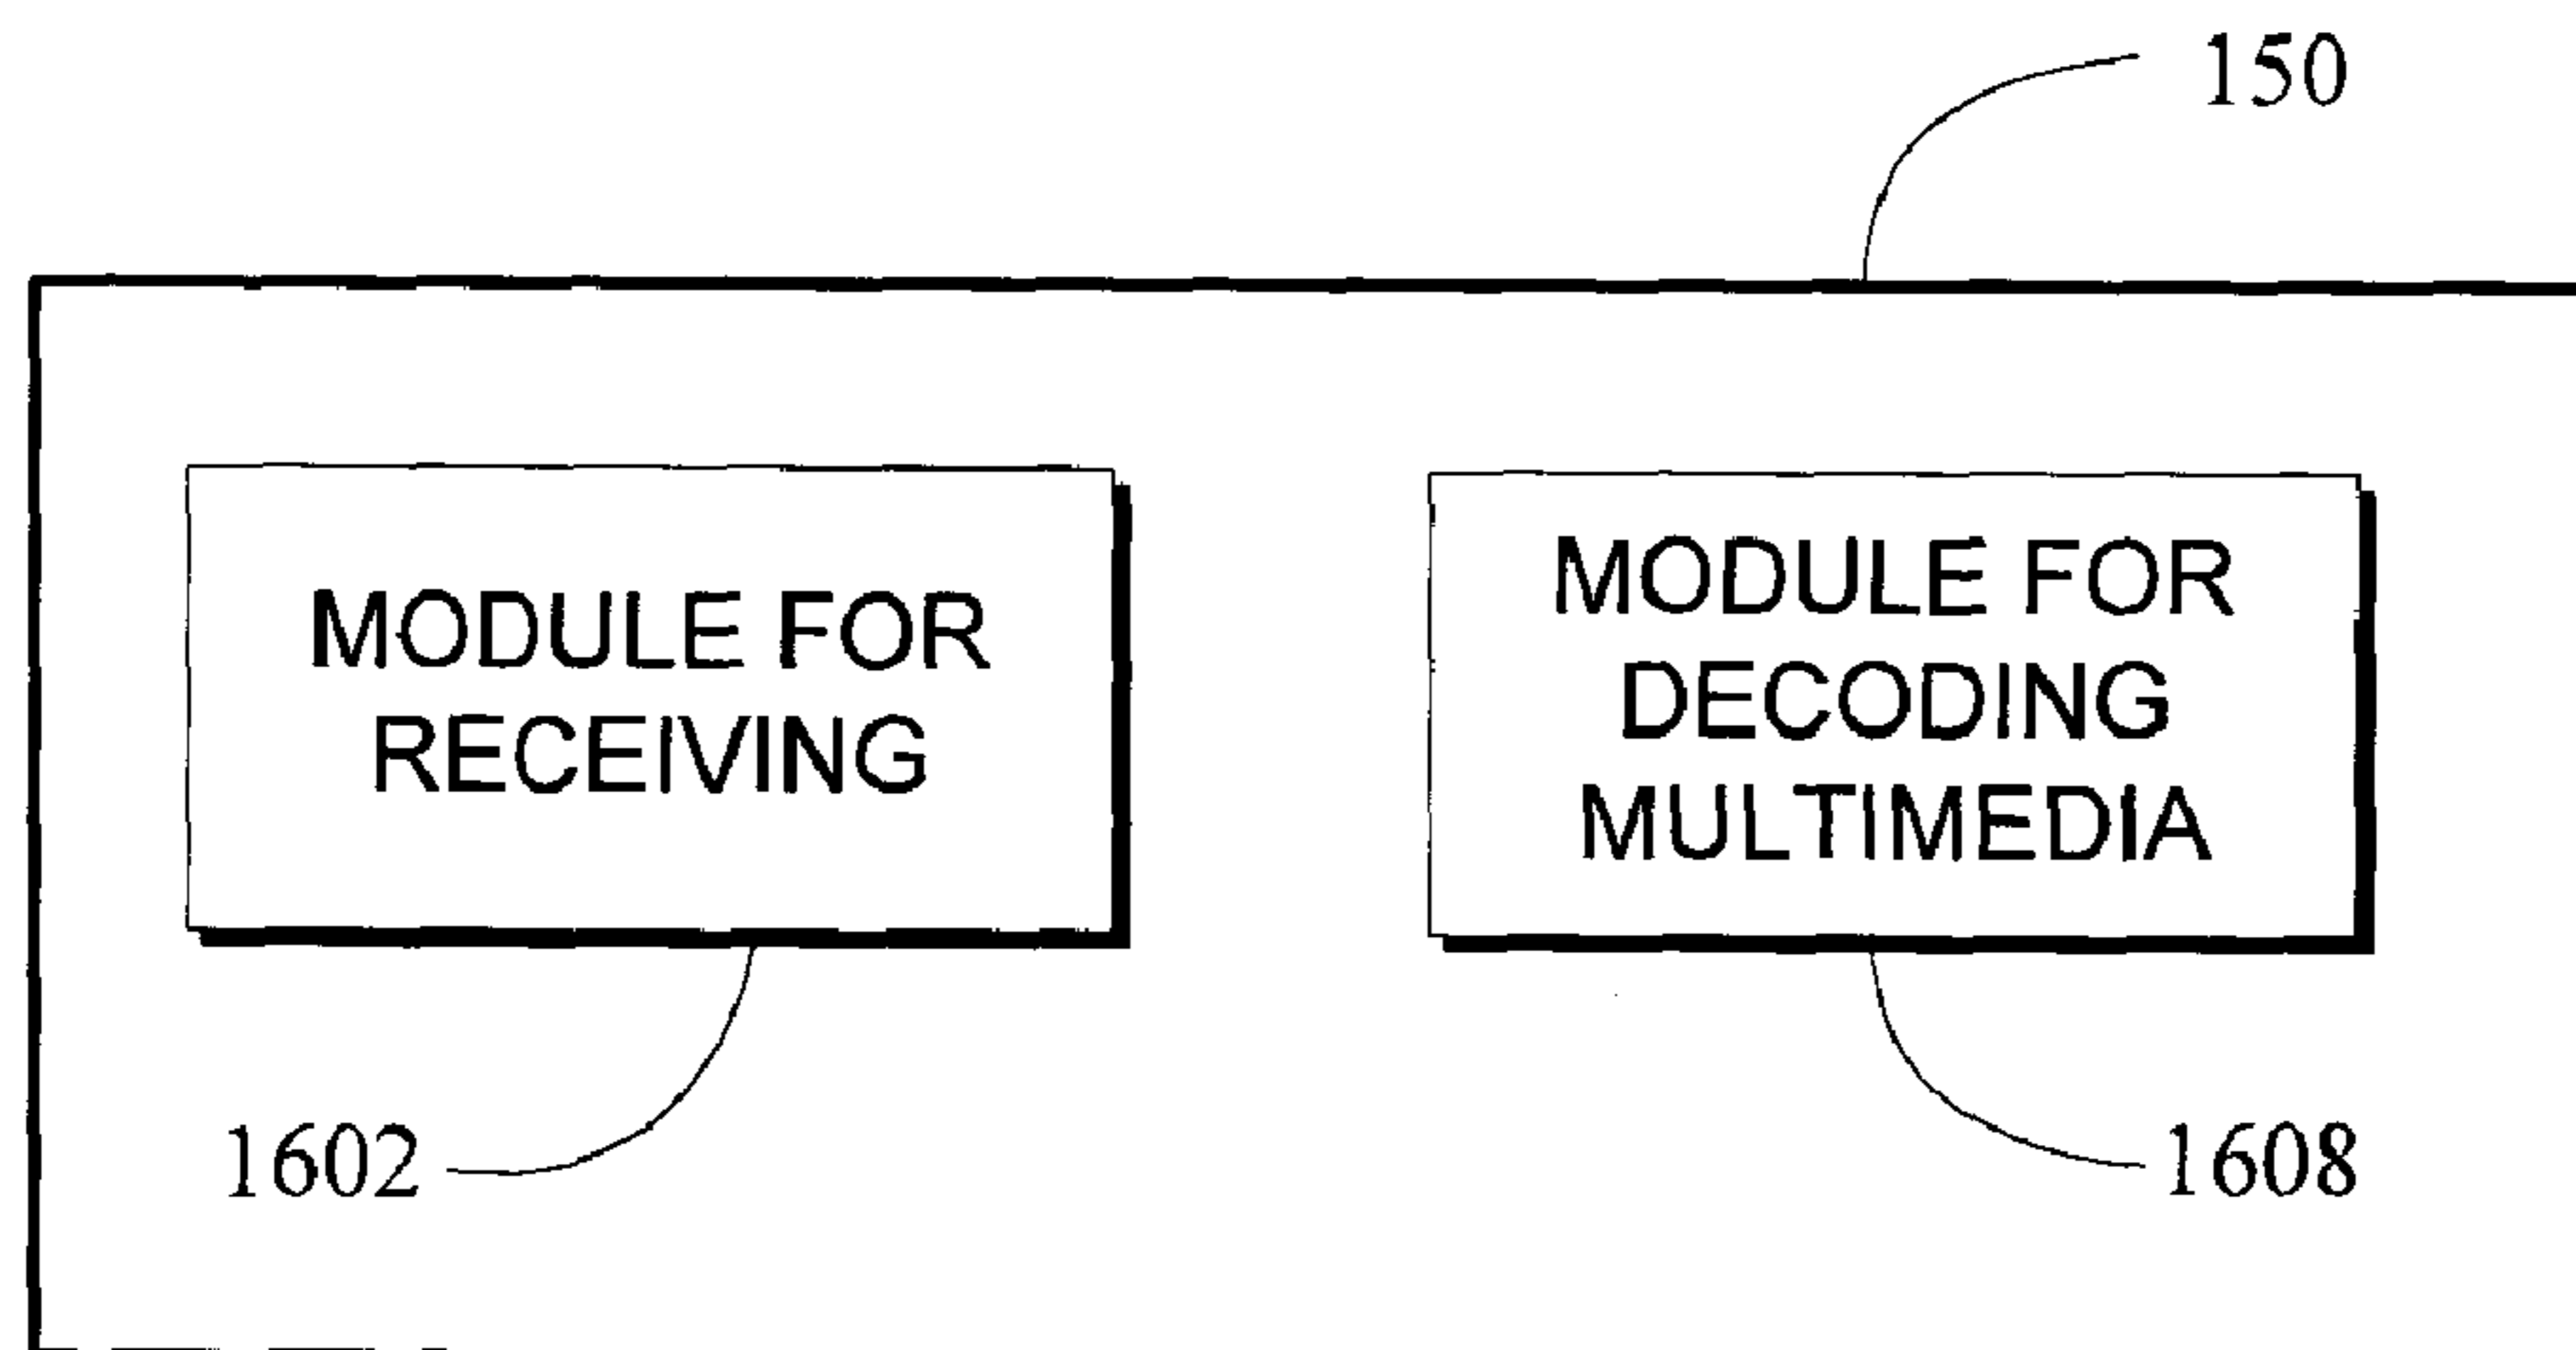 150
MODULE FOR
RECEIVING
MODULE FOR
DECODING
MULTIMEDIA
1602
1608